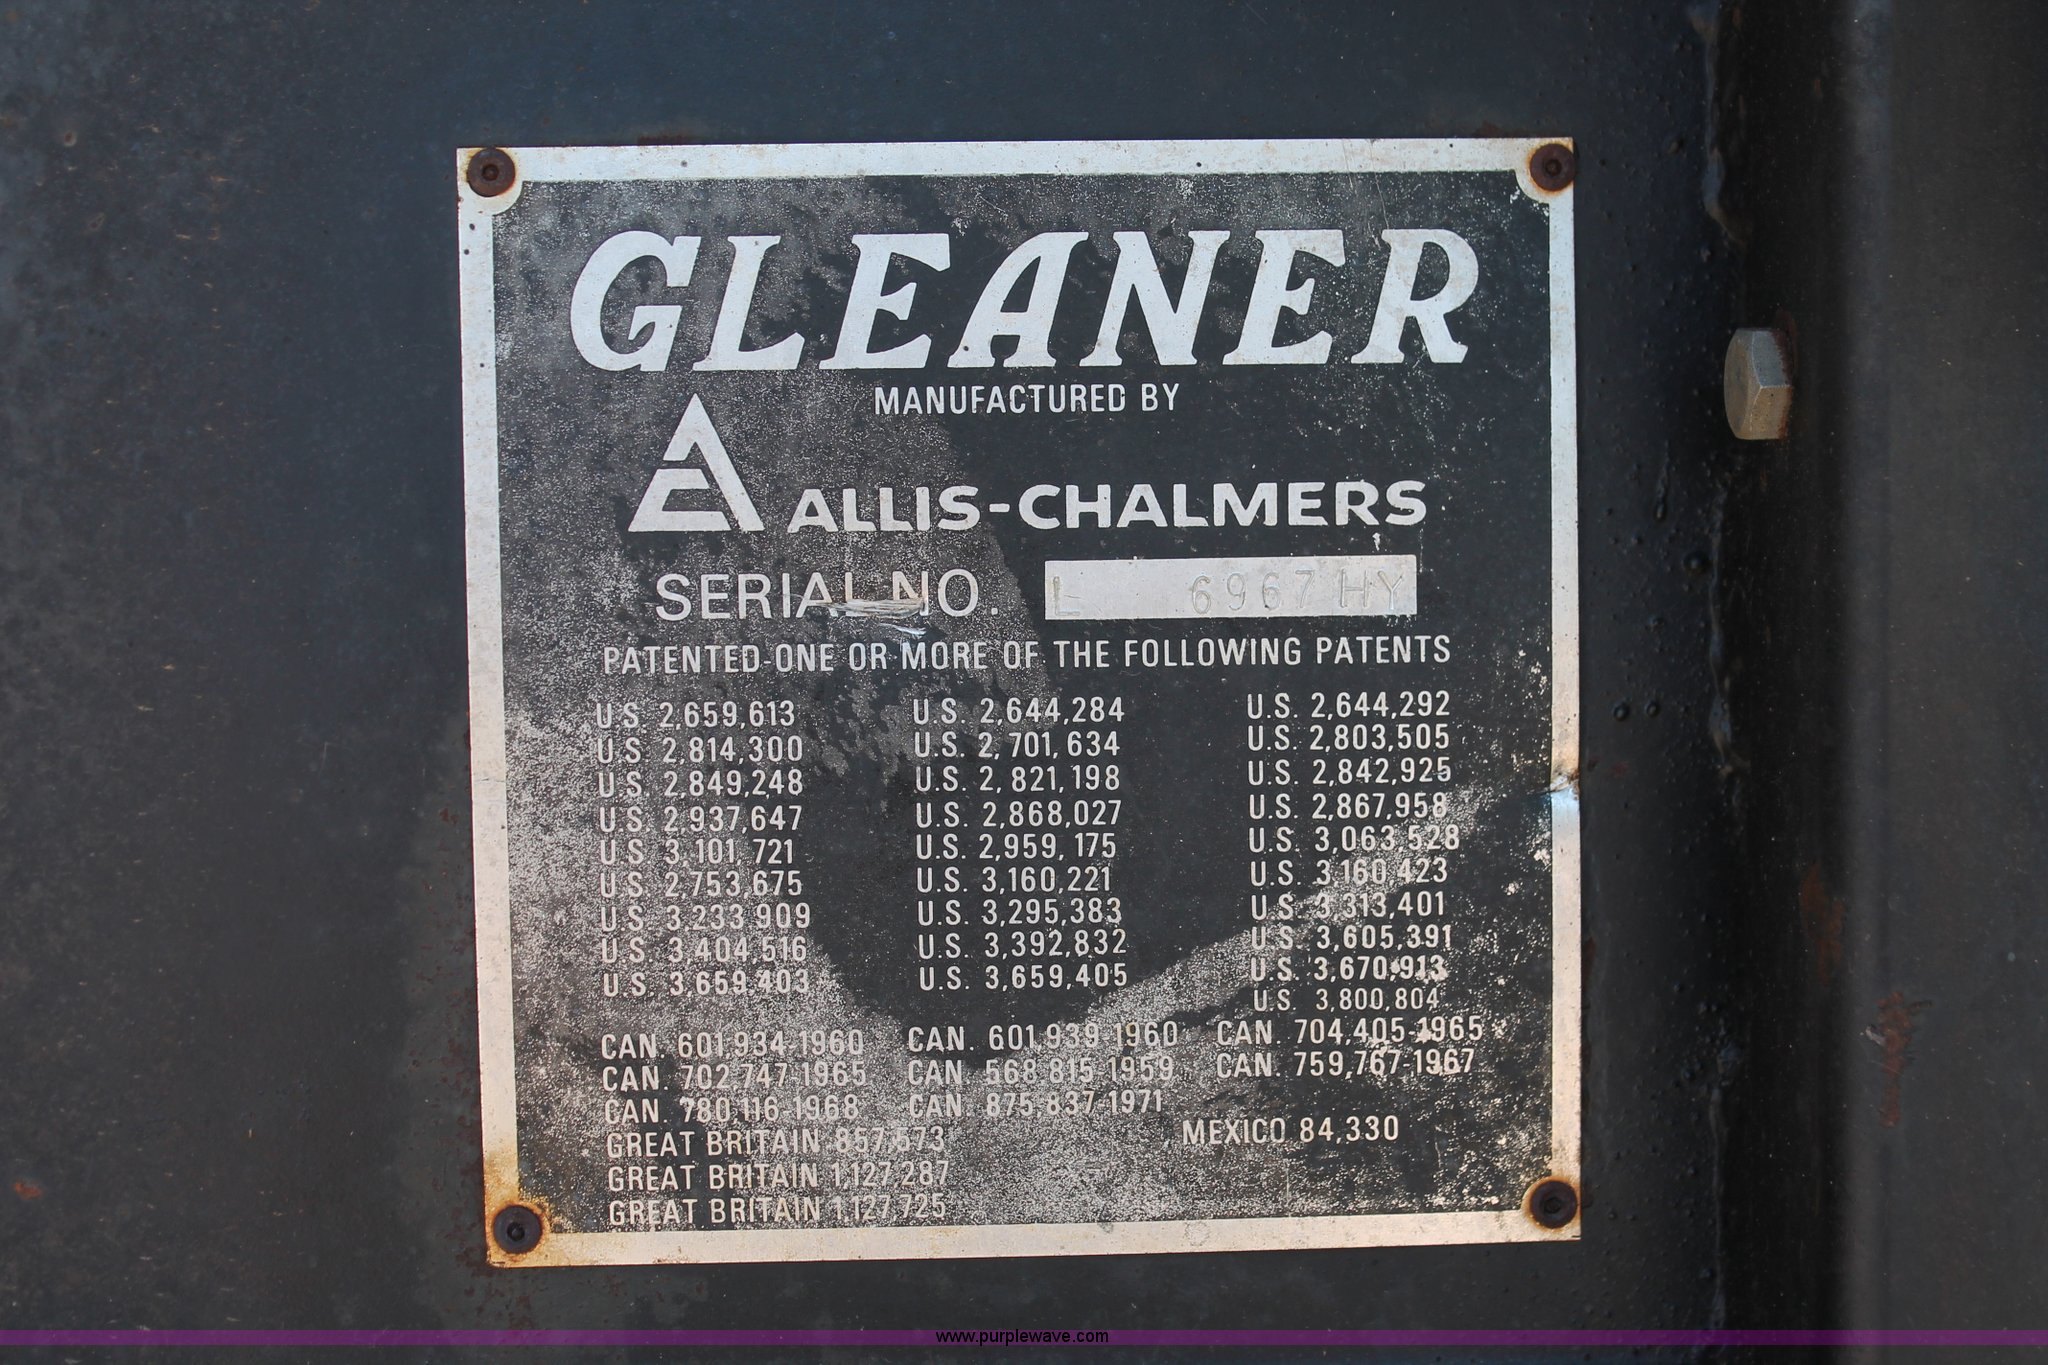 GLEANER
MANUFACTURED BY
ALLIS-CHALMERS
SERIAL NO. L 6967 HY
PATENTED-ONE OR MORE OF THE FOLLOWING PATENTS
U.S. 2,659,613 U.S. 2,644,284 U.S. 2,644,292
U.S. 2,814,300 U.S. 2,701,634 U.S. 2,803,505
U.S. 2,849,248 U.S. 2,821,198 U.S. 2,842,925
U.S. 2,937,647 U.S. 2,868,027 U.S. 2,867,958
U.S. 3,101,721 U.S. 2,959,175 U.S. 3,063,528
U.S. 2,753,675 U.S. 3,160,221 U.S. 3,160,423
U.S. 3,233,909 U.S. 3,295,383 U.S. 3,313,401
U.S. 3,404,516 U.S. 3,392,832 U.S. 3,605,391
U.S. 3,659,403 U.S. 3,659,405 U.S. 3,670,913
U.S. 3,800,804
CAN. 601,934-1960 CAN. 601,939-1960 CAN. 704,405-1965
CAN. 702,747-1965 CAN. 568,815-1959 CAN. 759,767-1967
CAN. 780,116-1968 CAN. 875,837-1971
GREAT BRITAIN 857,573 MEXICO 84,330
GREAT BRITAIN 1,127,287
GREAT BRITAIN 1,127,725
www.purplewave.com